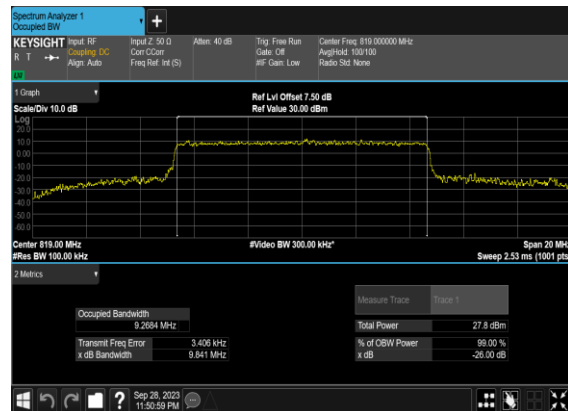 Spectrum Analyzer 1
Occupied BW
+
KEYSIGHT
R T
LXI
Input: RF
Coupling: DC
Align: Auto
Input Z: 50 Ω
Corr CCorr
Freq Ref: Int (S)
Atten: 40 dB
Trig: Free Run
Gate: Off
#IF Gain: Low
Center Freq: 819.000000 MHz
Avg|Hold: 100/100
Radio Std: None
1 Graph
Scale/Div 10.0 dB
Ref Lvl Offset 7.50 dB
Ref Value 30.00 dBm
Log
20.0
10.0
0.00
-10.0
-20.0
-30.0
-40.0
-50.0
-60.0
Center 819.00 MHz
#Res BW 100.00 kHz
#Video BW 300.00 kHz*
Span 20 MHz
Sweep 2.53 ms (1001 pts)
2 Metrics
Measure Trace
Trace 1
Occupied Bandwidth
9.2684 MHz
Transmit Freq Error 3.406 kHz
x dB Bandwidth 9.841 MHz
Total Power 27.8 dBm
% of OBW Power 99.00 %
x dB -26.00 dB
?
Sep 28, 2023
11:50:59 PM